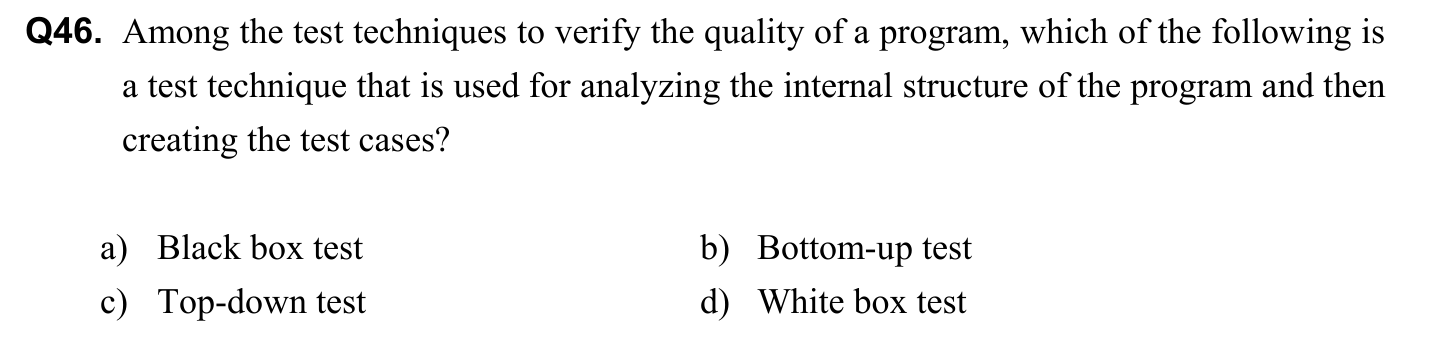 Q46. Among the test techniques to verify the quality of a program, which of the following is
a test technique that is used for analyzing the internal structure of the program and then
creating the test cases?
a) Black box test b) Bottom-up test
c) Top-down test d) White box test